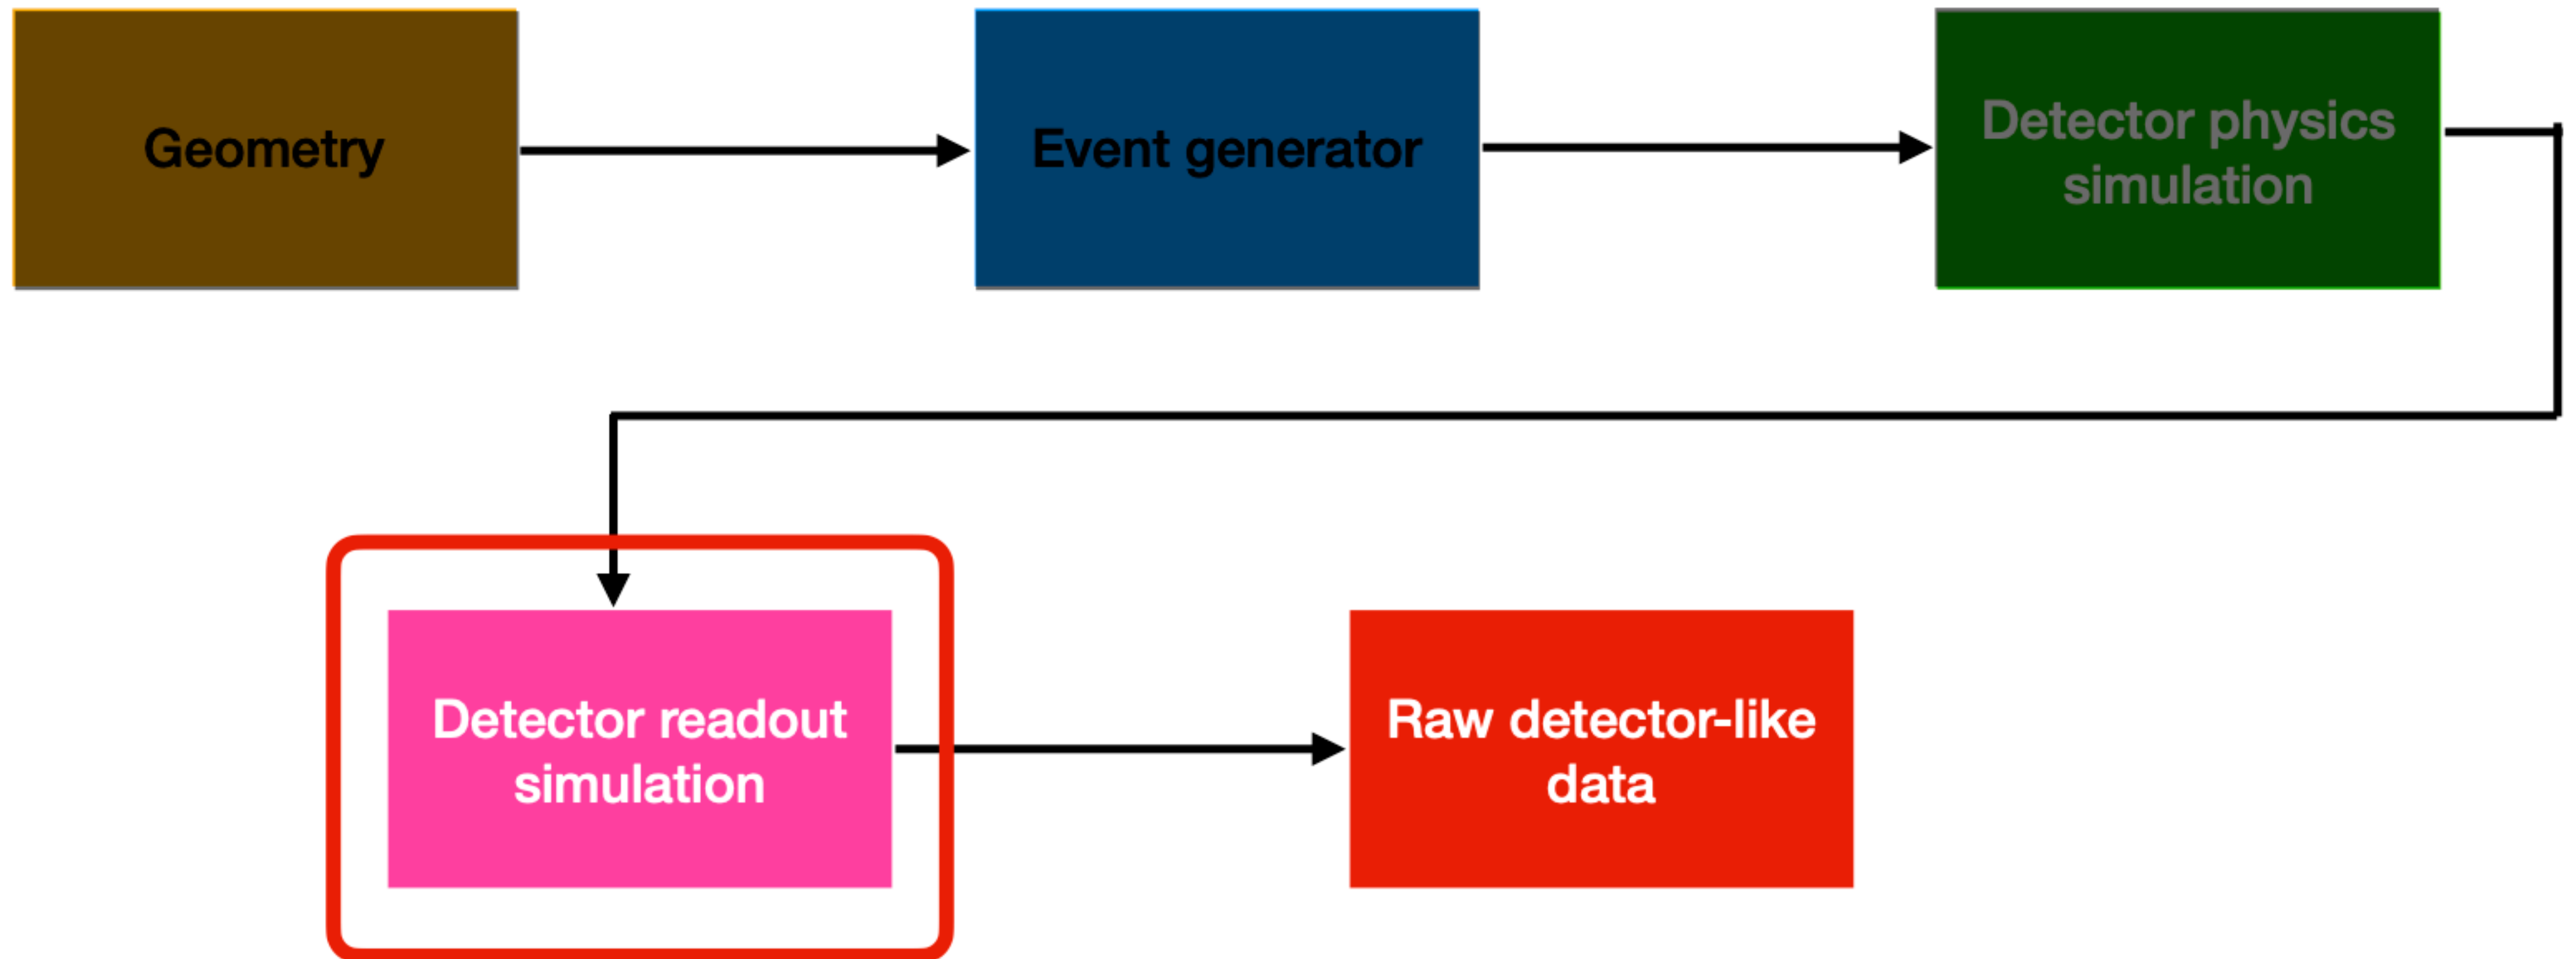 Geometry
Event generator
Detector physics
simulation
Detector readout
simulation
Raw detector-like
data